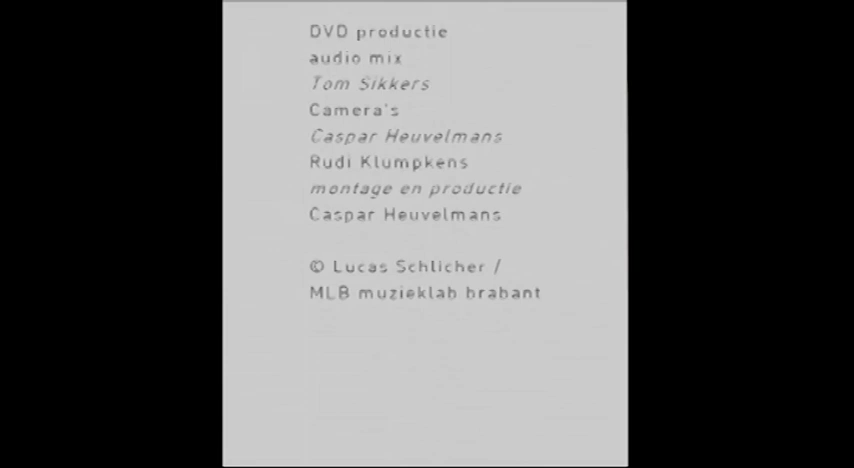 DVD productie
audio mix
Tom Sikkers
Camera's
Caspar Heuvelmans
Rudi Klumpkens
montage en productie
Caspar Heuvelmans
© Lucas Schlicher /
MLB muzieklab brabant